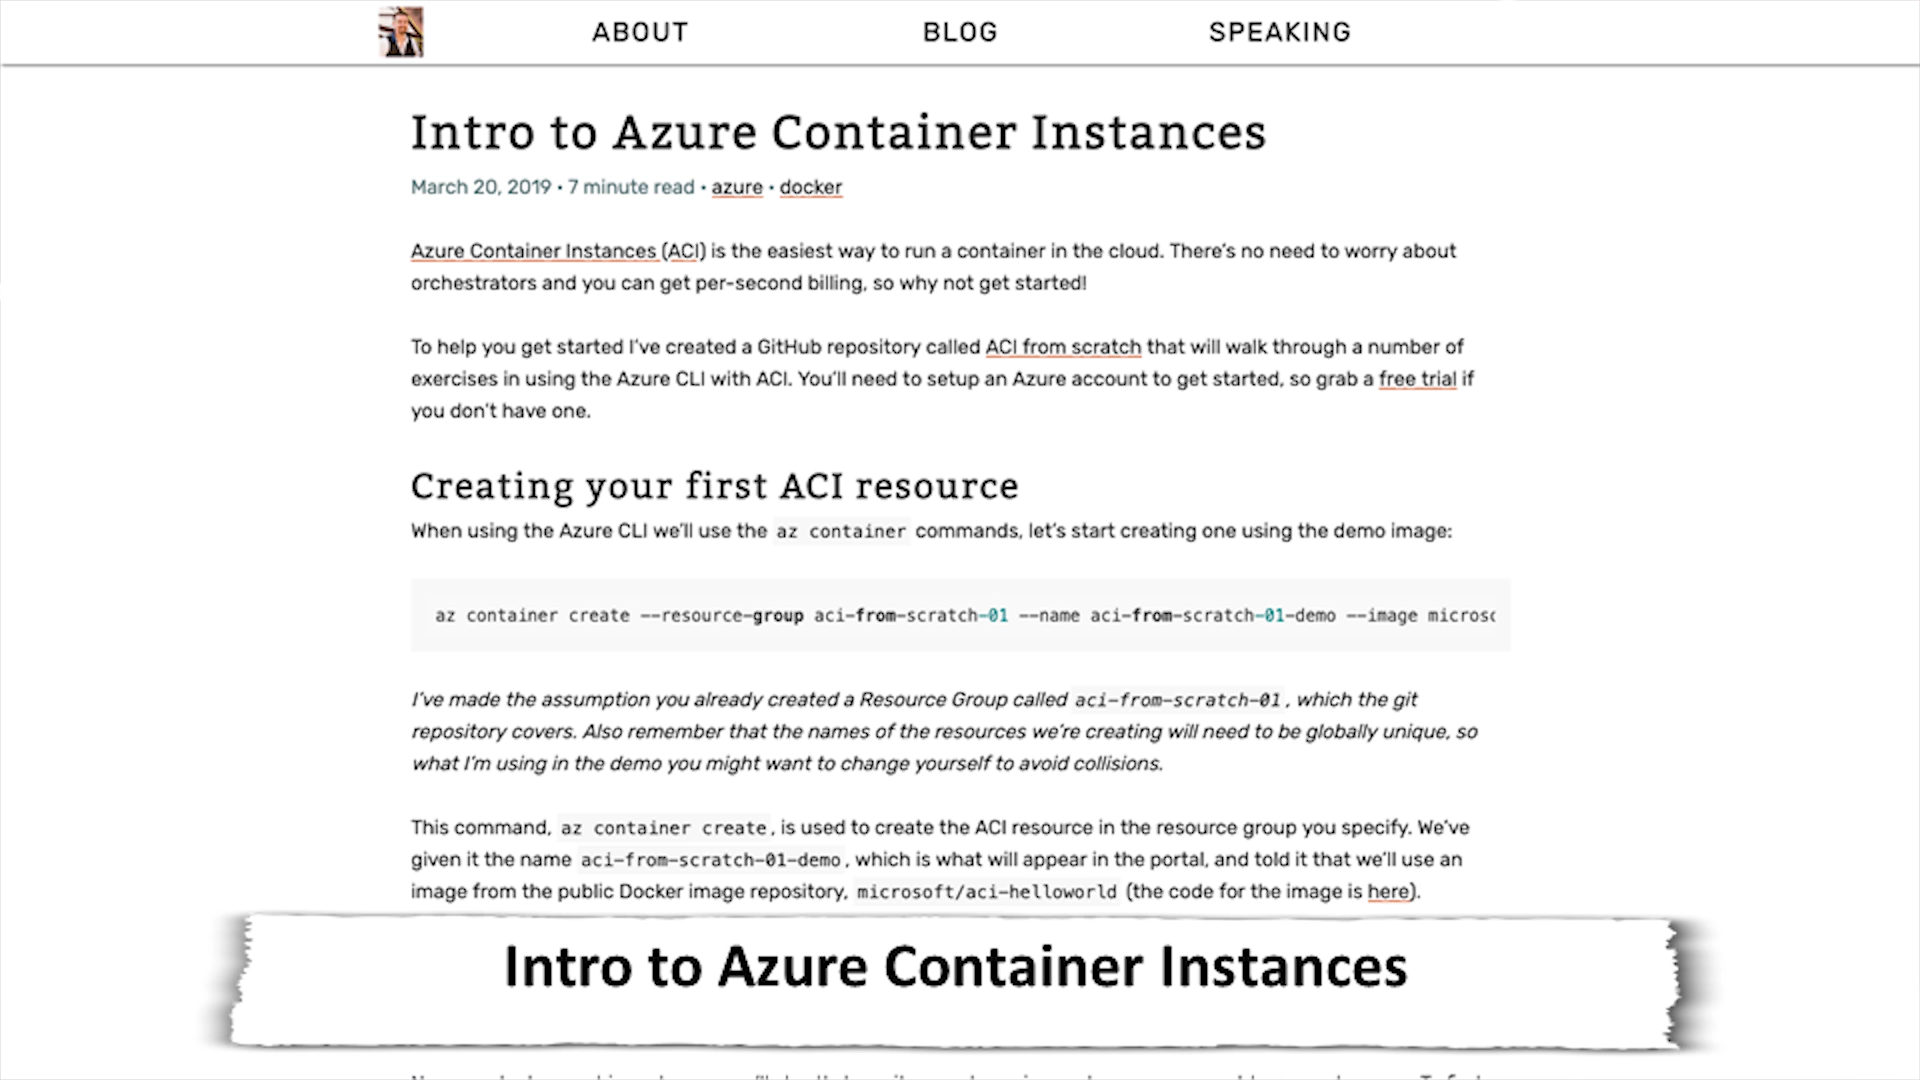 ABOUT
BLOG
SPEAKING
Intro to Azure Container Instances
March 20, 2019 • 7 minute read • azure • docker
Azure Container Instances (ACI) is the easiest way to run a container in the cloud. There's no need to worry about
orchestrators and you can get per-second billing, so why not get started!
To help you get started I've created a GitHub repository called ACI from scratch that will walk through a number of
exercises in using the Azure CLI with ACI. You'll need to setup an Azure account to get started, so grab a free trial if
you don't have one.
Creating your first ACI resource
When using the Azure CLI we'll use the az container commands, let's start creating one using the demo image:
az container create --resource-group aci-from-scratch-01 --name aci-from-scratch-01-demo --image microsc
I've made the assumption you already created a Resource Group called aci-from-scratch-01, which the git
repository covers. Also remember that the names of the resources we're creating will need to be globally unique, so
what I'm using in the demo you might want to change yourself to avoid collisions.
This command, az container create, is used to create the ACI resource in the resource group you specify. We've
given it the name aci-from-scratch-01-demo, which is what will appear in the portal, and told it that we'll use an
image from the public Docker image repository, microsoft/aci-helloworld (the code for the image is here).
Intro to Azure Container Instances